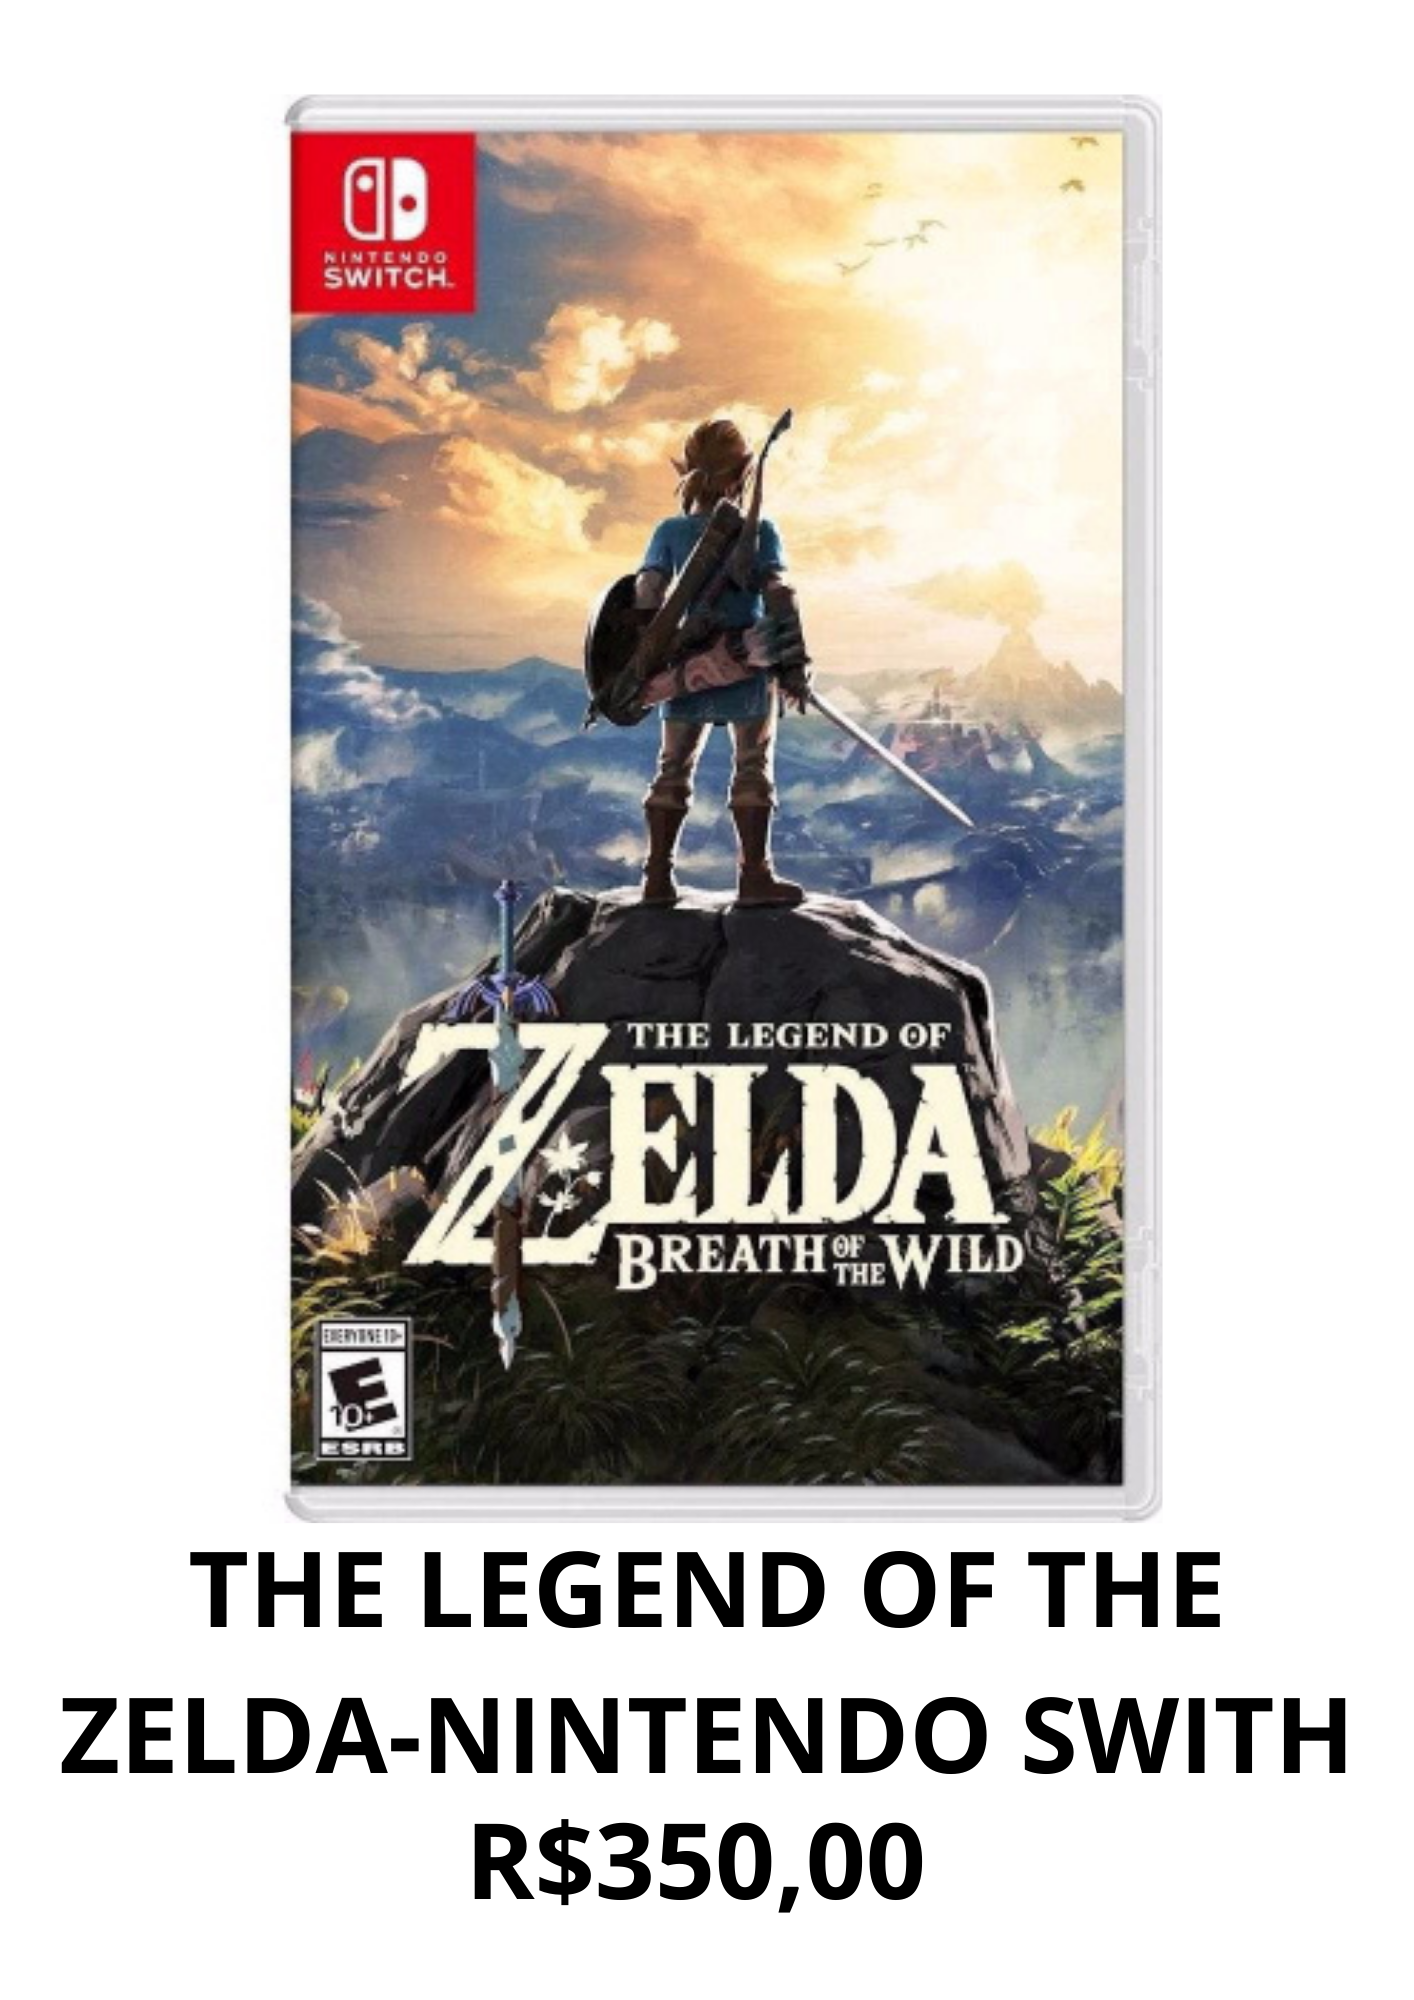 NINTENDO
SWITCH™
THE LEGEND OF
ZELDA
BREATH OF THE WILD
EVERYONE 10+
E
10+
®
ESRB
THE LEGEND OF THE
ZELDA-NINTENDO SWITH
R$350,00